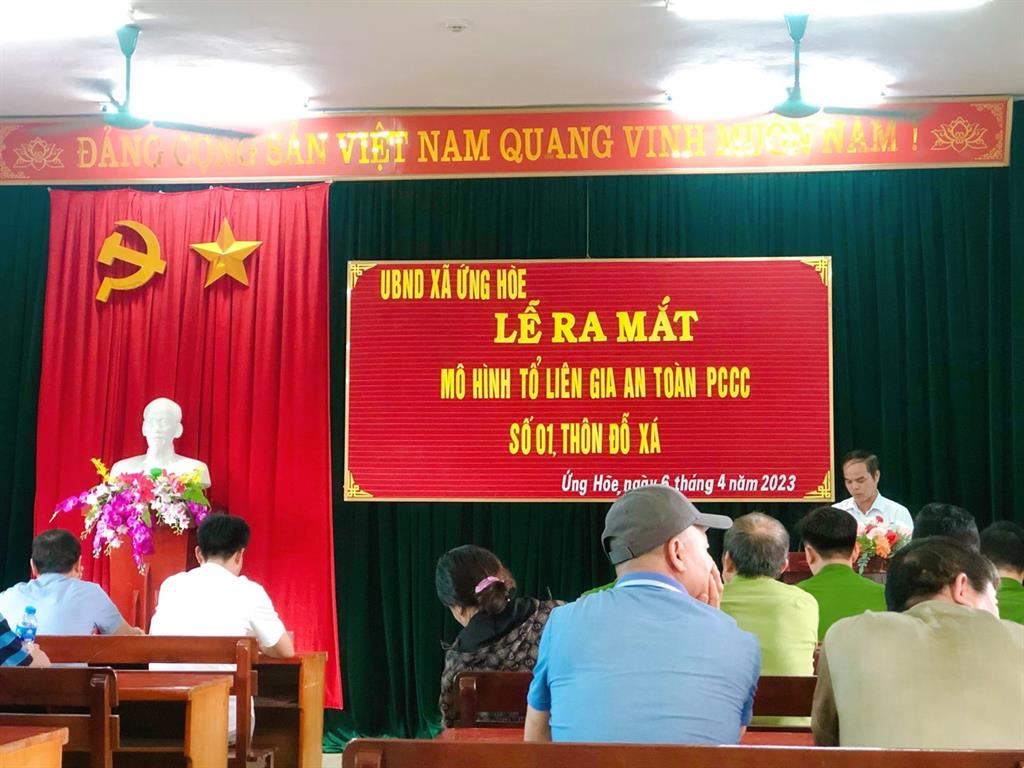 ĐẢNG CỘNG SẢN VIỆT NAM QUANG VINH MUÔN NĂM !
UBND XÃ ỨNG HÒE
LỄ RA MẮT
MÔ HÌNH TỔ LIÊN GIA AN TOÀN PCCC
SỐ 01, THÔN ĐỖ XÁ
Ứng Hòe, ngày 6 tháng 4 năm 2023